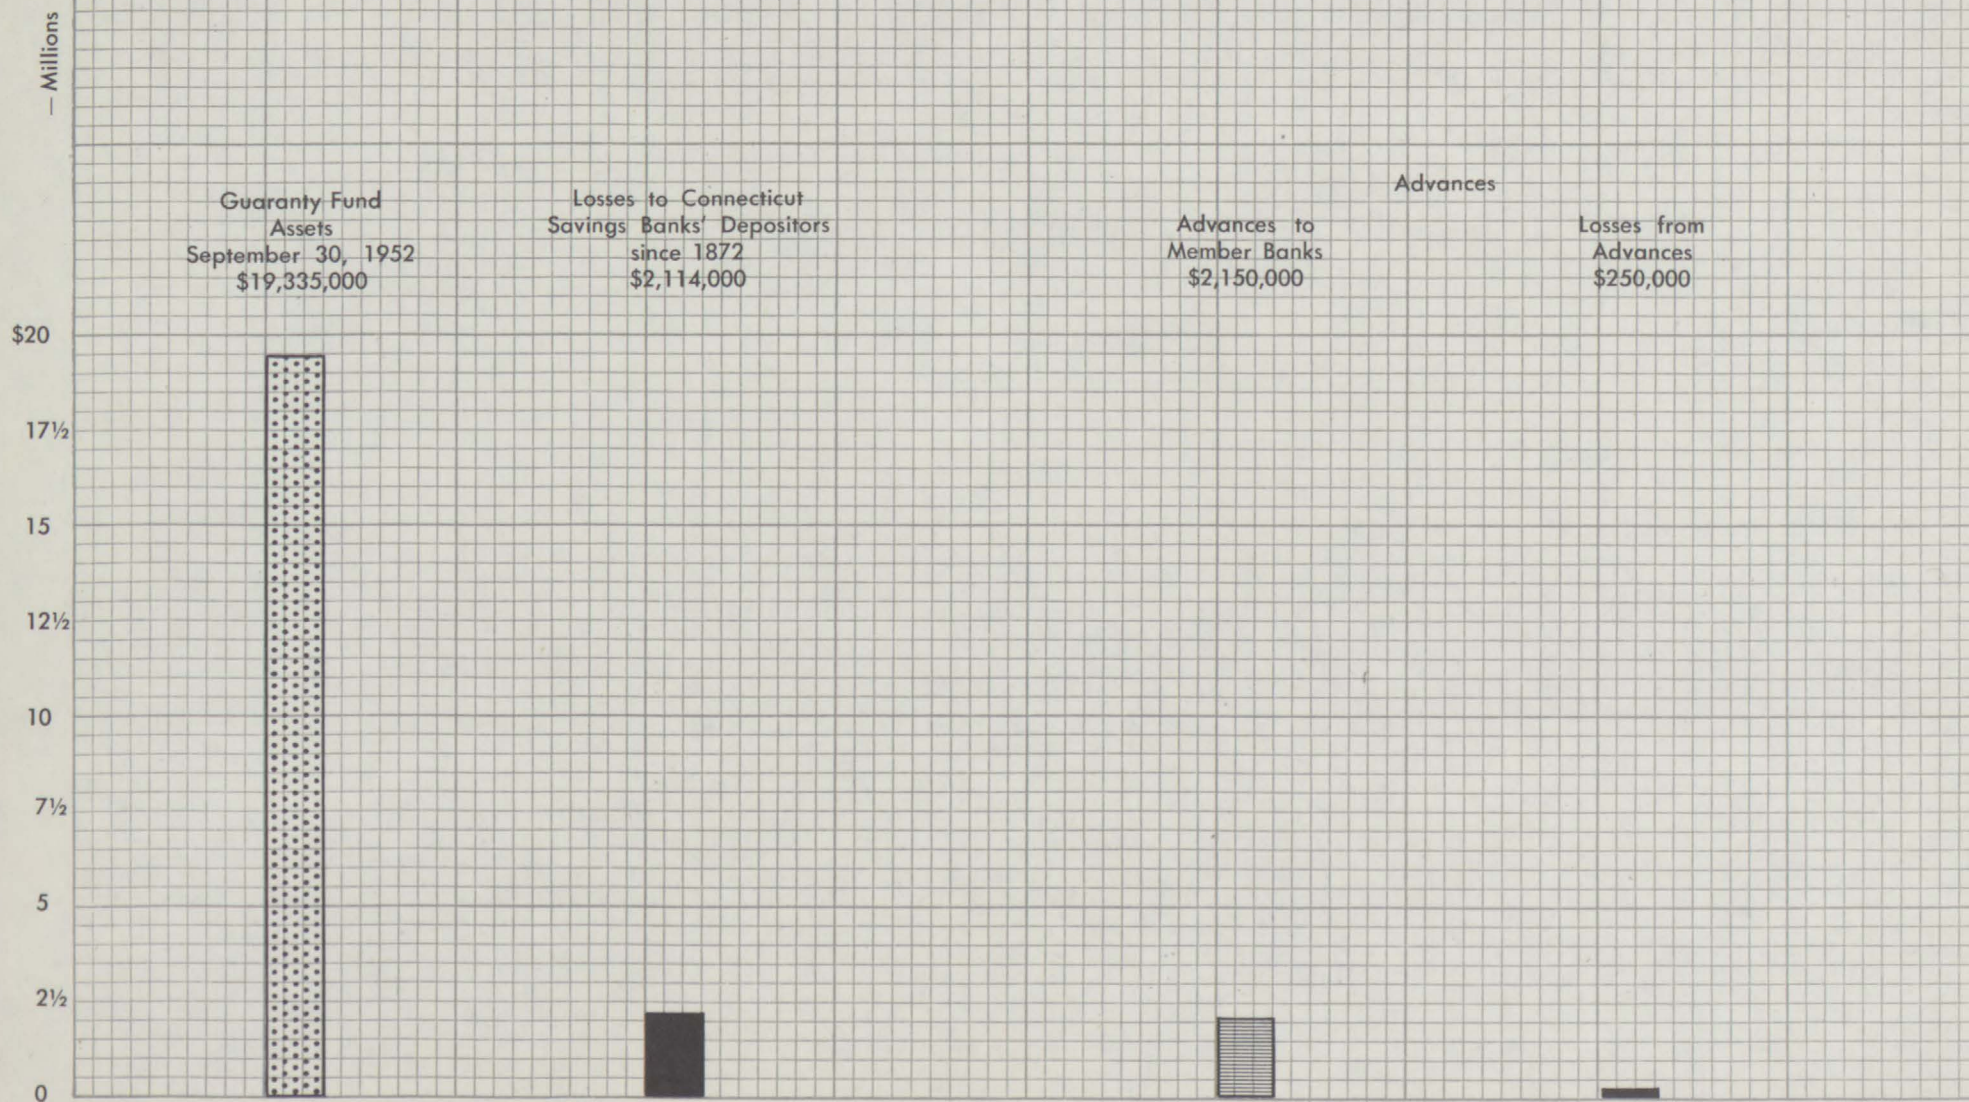 — Millions
Guaranty Fund
Assets
September 30, 1952
$19,335,000
Losses to Connecticut
Savings Banks' Depositors
since 1872
$2,114,000
Advances
Advances to
Member Banks
$2,150,000
Losses from
Advances
$250,000
$20
17½
15
12½
10
7½
5
2½
0